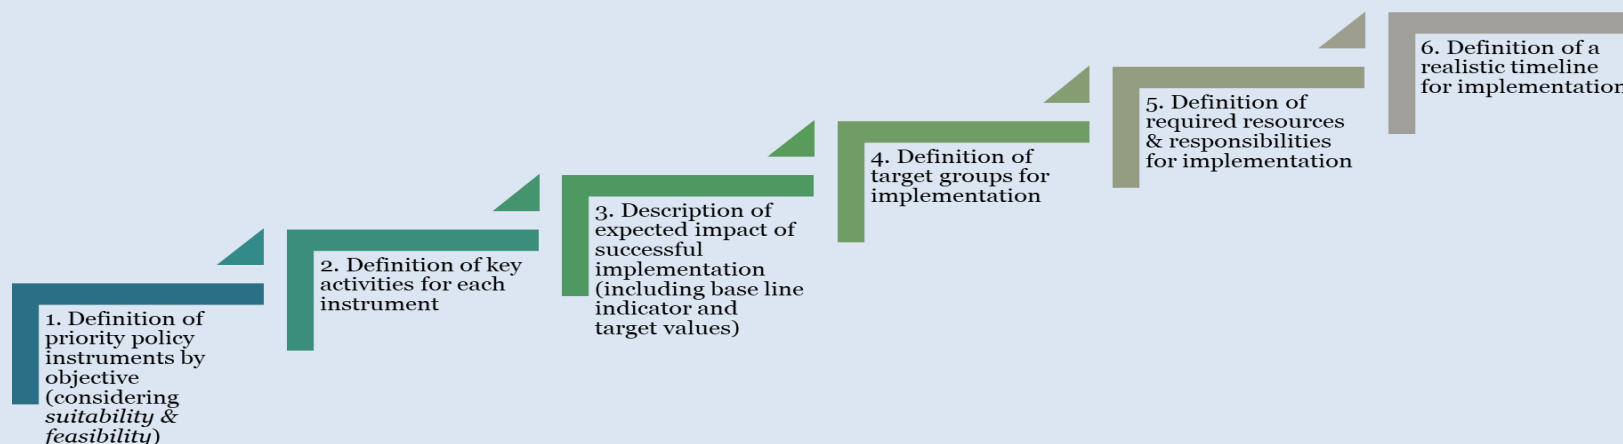 1. Definition of
priority policy
instruments by
objective
(considering
suitability &
feasibility)
2. Definition of key
activities for each
instrument
3. Description of
expected impact of
successful
implementation
(including base line
indicator and
target values)
4. Definition of
target groups for
implementation
5. Definition of
required resources
& responsibilities
for implementation
6. Definition of a
realistic timeline
for implementation